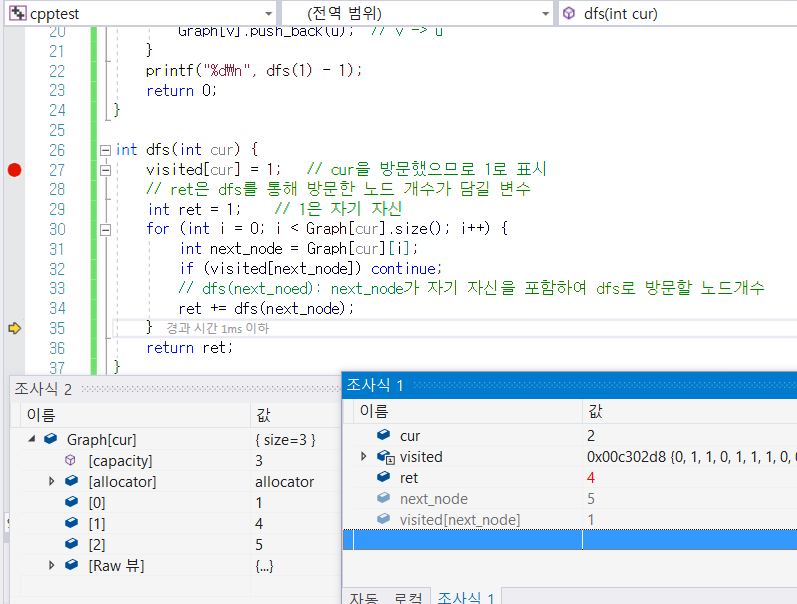 cpptest (전역 범위) dfs(int cur)
20 Graph[v].push_back(u); // v -> u
21 }
22 printf("%d₩n", dfs(1) - 1);
23 return 0;
24 }
25
26 int dfs(int cur) {
27 visited[cur] = 1; // cur을 방문했으므로 1로 표시
28 // ret은 dfs를 통해 방문한 노드 개수가 담길 변수
29 int ret = 1; // 1은 자기 자신
30 for (int i = 0; i < Graph[cur].size(); i++) {
31 int next_node = Graph[cur][i];
32 if (visited[next_node]) continue;
33 // dfs(next_noed): next_node가 자기 자신을 포함하여 dfs로 방문할 노드개수
34 ret += dfs(next_node);
35 } 경과 시간 1ms 이하
36 return ret;
37 }
조사식 2
이름 값
Graph[cur] { size=3 }
[capacity] 3
[allocator] allocator
[0] 1
[1] 4
[2] 5
[Raw 뷰] {...}
조사식 1
이름 값
cur 2
visited 0x00c302d8 {0, 1, 1, 0, 1, 1, 1, 0,
ret 4
next_node 5
visited[next_node] 1
자동 로컬 조사식 1